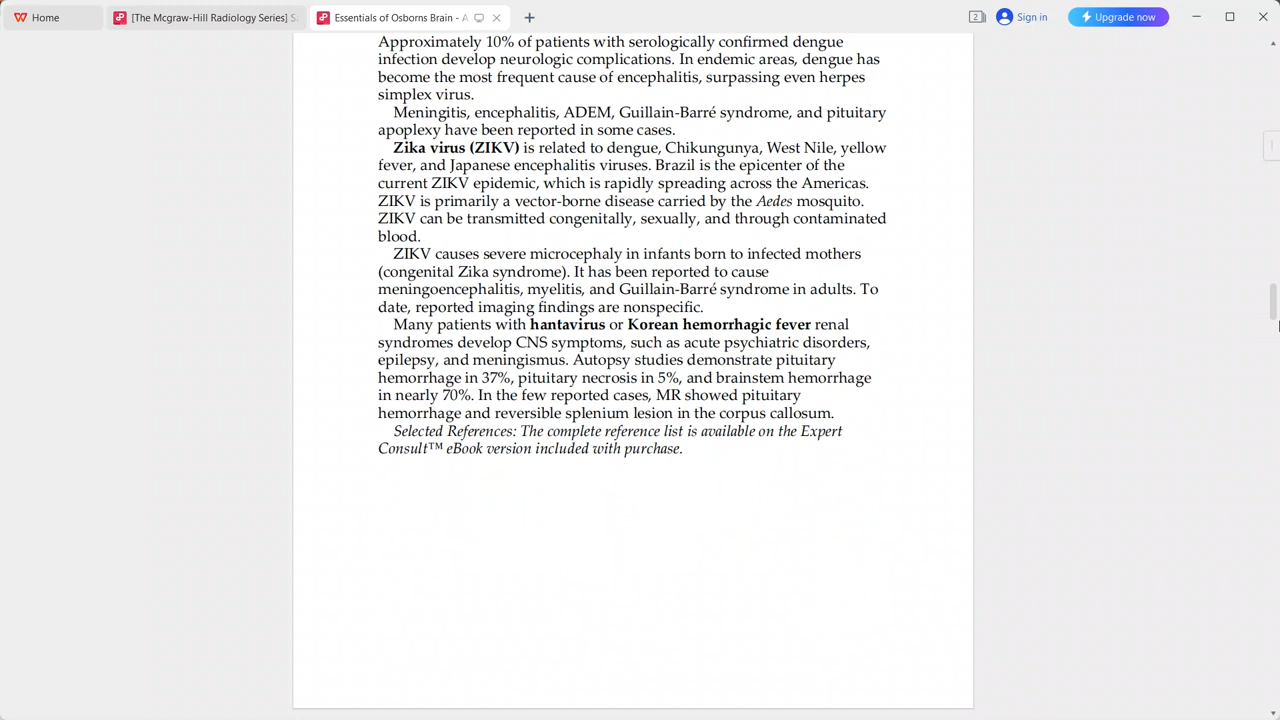 Home
[The Mcgraw-Hill Radiology Series] S
Essentials of Osborns Brain - A
2
Sign in
Upgrade now
Approximately 10% of patients with serologically confirmed dengue
infection develop neurologic complications. In endemic areas, dengue has
become the most frequent cause of encephalitis, surpassing even herpes
simplex virus.
Meningitis, encephalitis, ADEM, Guillain-Barré syndrome, and pituitary
apoplexy have been reported in some cases.
Zika virus (ZIKV) is related to dengue, Chikungunya, West Nile, yellow
fever, and Japanese encephalitis viruses. Brazil is the epicenter of the
current ZIKV epidemic, which is rapidly spreading across the Americas.
ZIKV is primarily a vector-borne disease carried by the Aedes mosquito.
ZIKV can be transmitted congenitally, sexually, and through contaminated
blood.
ZIKV causes severe microcephaly in infants born to infected mothers
(congenital Zika syndrome). It has been reported to cause
meningoencephalitis, myelitis, and Guillain-Barré syndrome in adults. To
date, reported imaging findings are nonspecific.
Many patients with hantavirus or Korean hemorrhagic fever renal
syndromes develop CNS symptoms, such as acute psychiatric disorders,
epilepsy, and meningismus. Autopsy studies demonstrate pituitary
hemorrhage in 37%, pituitary necrosis in 5%, and brainstem hemorrhage
in nearly 70%. In the few reported cases, MR showed pituitary
hemorrhage and reversible splenium lesion in the corpus callosum.
Selected References: The complete reference list is available on the Expert
Consult™ eBook version included with purchase.